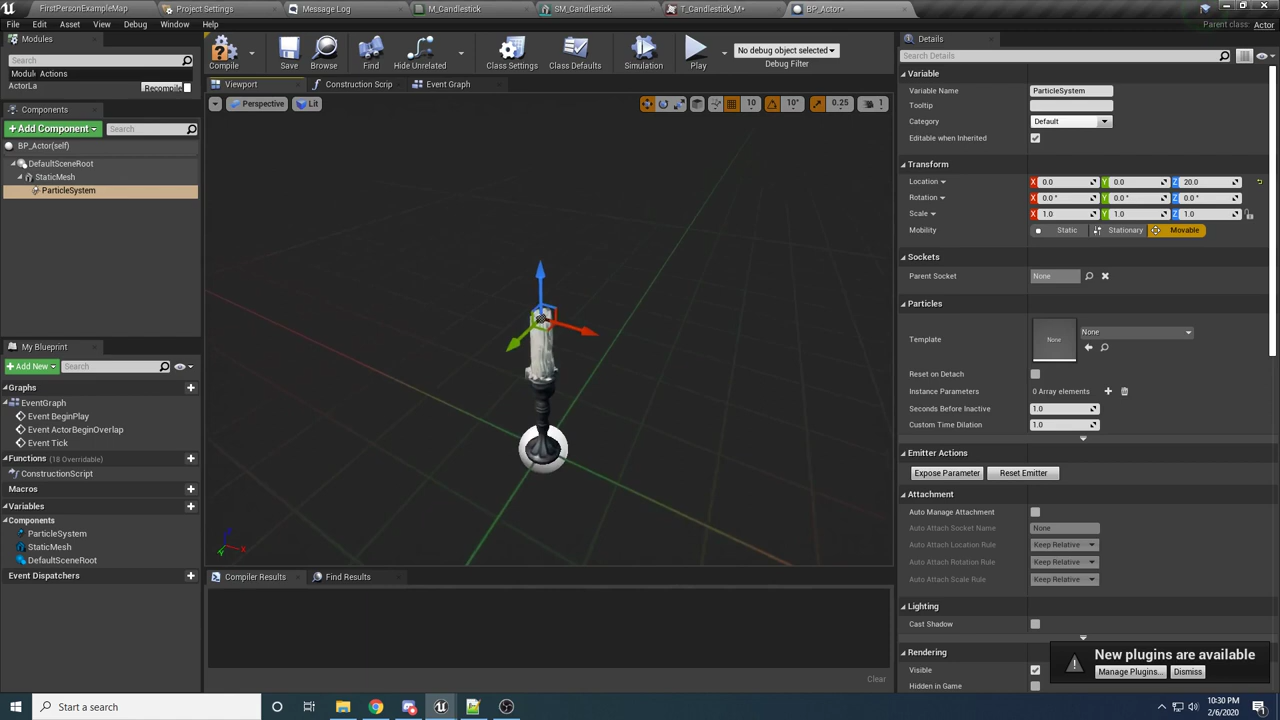 FirstPersonExampleMap
Project Settings
Message Log
M_Candlestick
SM_Candlestick
T_Candlestick_M*
BP_Actor*
File Edit Asset View Debug Window Help
Parent class: Actor
Modules
Search
Actions
ActorLa
Recompile
Components
+ Add Component
Search
BP_Actor(self)
DefaultSceneRoot
StaticMesh
ParticleSystem
My Blueprint
+ Add New
Search
Graphs
EventGraph
Event BeginPlay
Event ActorBeginOverlap
Event Tick
Functions (18 Overridable)
ConstructionScript
Macros
Variables
Components
ParticleSystem
StaticMesh
DefaultSceneRoot
Event Dispatchers
Compile
Save
Browse
Find
Hide Unrelated
Class Settings
Class Defaults
Simulation
Play
No debug object selected
Debug Filter
Viewport
Construction Scrip
Event Graph
Perspective
Lit
10
10°
0.25
1
Z
X
Compiler Results
Find Results
Clear
Details
Search Details
Variable
Variable Name ParticleSystem
Tooltip
Category Default
Editable when Inherited
Transform
Location X 0.0 Y 0.0 Z 20.0
Rotation X 0.0 ° Y 0.0 ° Z 0.0 °
Scale X 1.0 Y 1.0 Z 1.0
Mobility Static Stationary Movable
Sockets
Parent Socket None
Particles
Template None None
Reset on Detach
Instance Parameters 0 Array elements
Seconds Before Inactive 1.0
Custom Time Dilation 1.0
Emitter Actions
Expose Parameter Reset Emitter
Attachment
Auto Manage Attachment
Auto Attach Socket Name None
Auto Attach Location Rule Keep Relative
Auto Attach Rotation Rule Keep Relative
Auto Attach Scale Rule Keep Relative
Lighting
Cast Shadow
Rendering
Visible
Hidden in Game
New plugins are available
Manage Plugins... Dismiss
Start a search
10:30 PM
2/6/2020
1